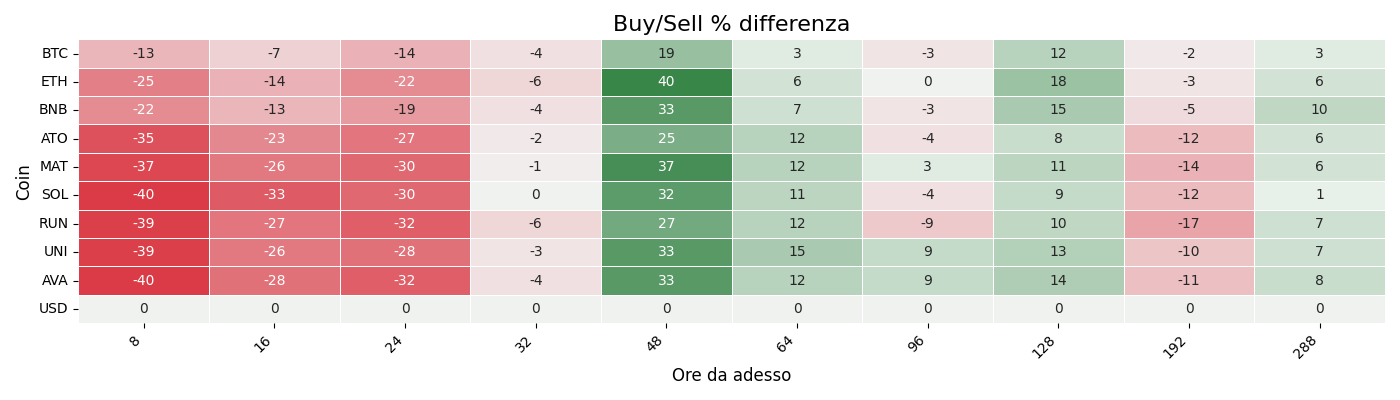 Buy/Sell % differenza
Coin
BTC -13 -7 -14 -4 19 3 -3 12 -2 3
ETH -25 -14 -22 -6 40 6 0 18 -3 6
BNB -22 -13 -19 -4 33 7 -3 15 -5 10
ATO -35 -23 -27 -2 25 12 -4 8 -12 6
MAT -37 -26 -30 -1 37 12 3 11 -14 6
SOL -40 -33 -30 0 32 11 -4 9 -12 1
RUN -39 -27 -32 -6 27 12 -9 10 -17 7
UNI -39 -26 -28 -3 33 15 9 13 -10 7
AVA -40 -28 -32 -4 33 12 9 14 -11 8
USD 0 0 0 0 0 0 0 0 0 0
8 16 24 32 48 64 96 128 192 288
Ore da adesso